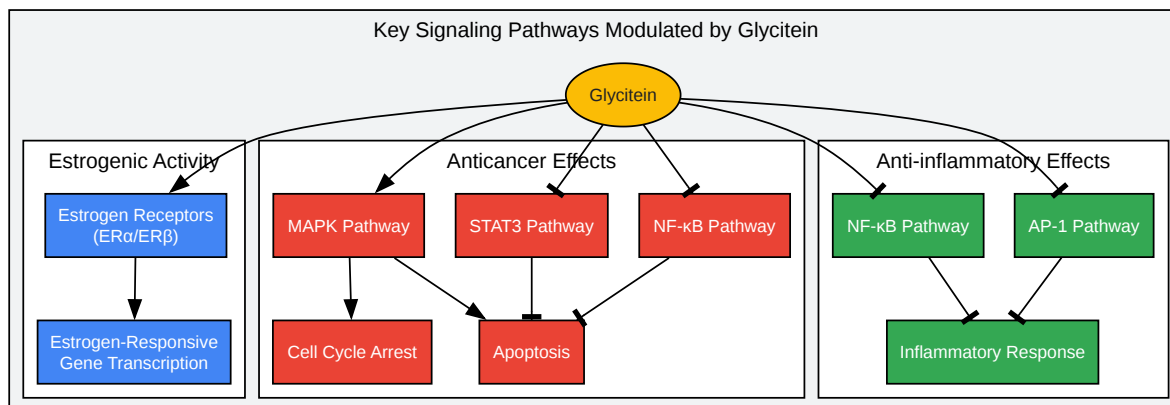 Key Signaling Pathways Modulated by Glycitein
Glycitein
Estrogenic Activity
Anticancer Effects
Anti-inflammatory Effects
Estrogen Receptors
(ERα/ERβ)
MAPK Pathway
STAT3 Pathway
NF-κB Pathway
NF-κB Pathway
AP-1 Pathway
Estrogen-Responsive
Gene Transcription
Cell Cycle Arrest
Apoptosis
Inflammatory Response